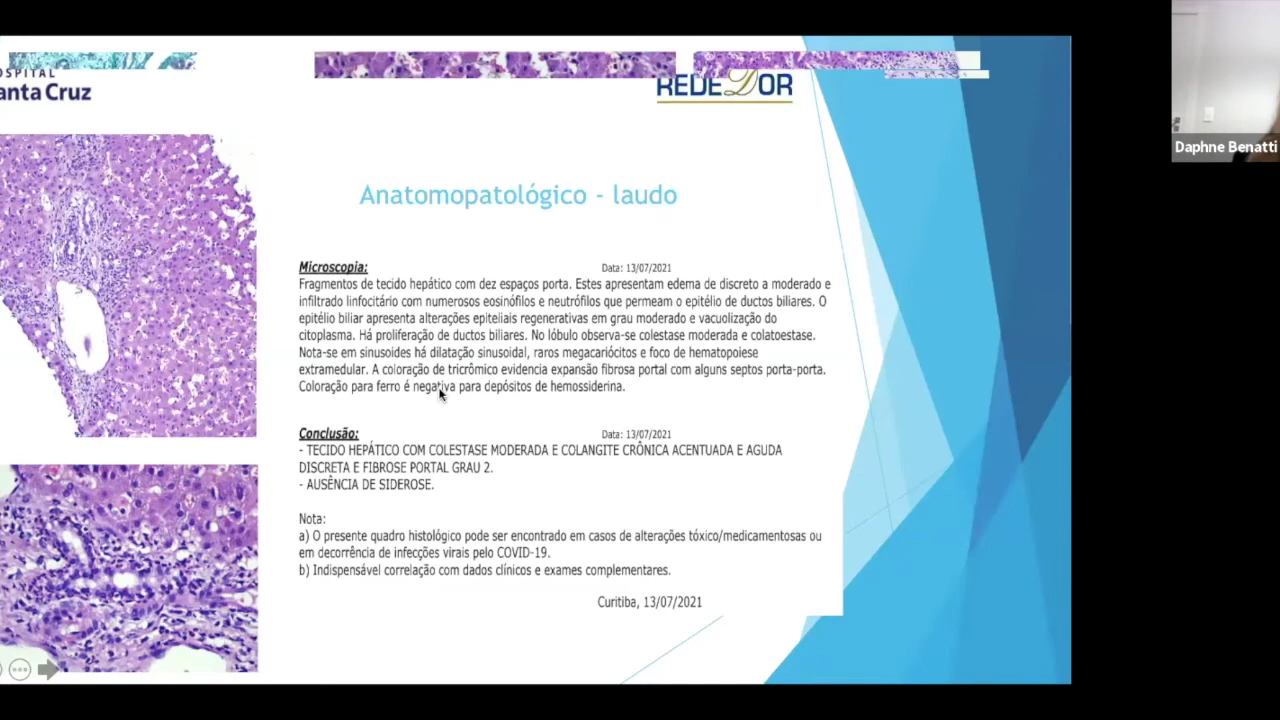 anta Cruz
REDE D'OR
Daphne Benatti
Anatomopatológico - laudo
Microscopia: Data: 13/07/2021
Fragmentos de tecido hepático com dez espaços porta. Estes apresentam edema de discreto a moderado e
infiltrado linfocitário com numerosos eosinófilos e neutrófilos que permeam o epitélio de ductos biliares. O
epitélio biliar apresenta alterações epiteliais regenerativas em grau moderado e vacuolização do
citoplasma. Há proliferação de ductos biliares. No lóbulo observa-se colestase moderada e colatoestase.
Nota-se em sinusoides há dilatação sinusoidal, raros megacariócitos e foco de hematopoiese
extramedular. A coloração de tricrômico evidencia expansão fibrosa portal com alguns septos porta-porta.
Coloração para ferro é negativa para depósitos de hemossiderina.
Conclusão: Data: 13/07/2021
- TECIDO HEPÁTICO COM COLESTASE MODERADA E COLANGITE CRÔNICA ACENTUADA E AGUDA
DISCRETA E FIBROSE PORTAL GRAU 2.
- AUSÊNCIA DE SIDEROSE.
Nota:
a) O presente quadro histológico pode ser encontrado em casos de alterações tóxico/medicamentosas ou
em decorrência de infecções virais pelo COVID-19.
b) Indispensável correlação com dados clínicos e exames complementares.
Curitiba, 13/07/2021